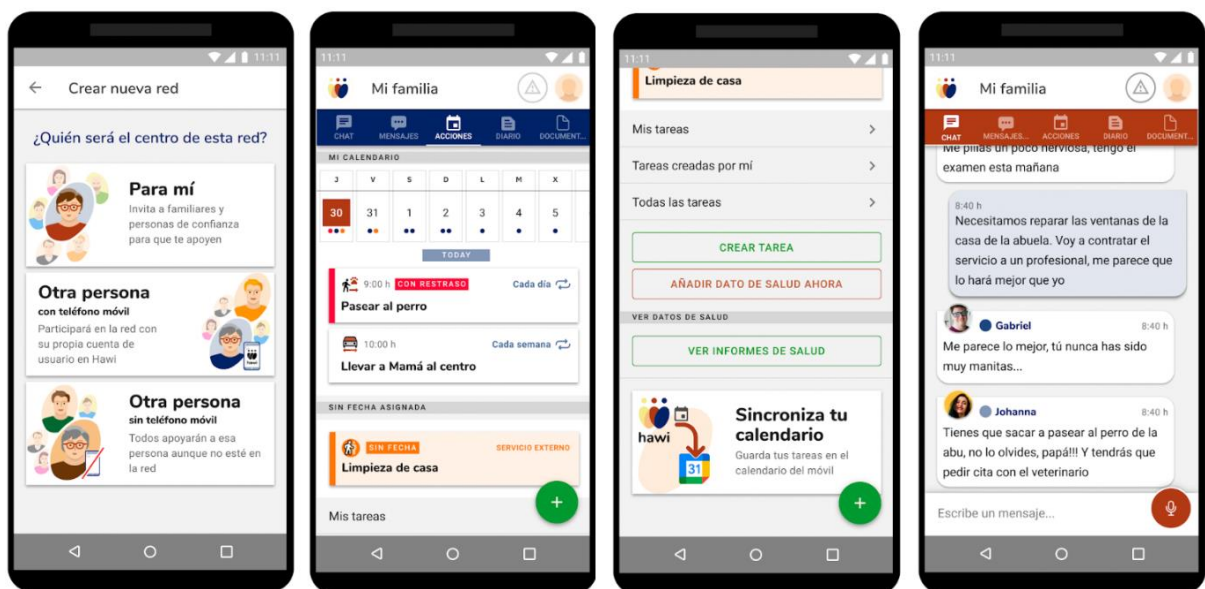 11:11
Crear nueva red
¿Quién será el centro de esta red?
Para mí
Invita a familiares y
personas de confianza
para que te apoyen
Otra persona
con teléfono móvil
Participará en la red con
su propia cuenta de
usuario en Hawi
hawi
Otra persona
sin teléfono móvil
Todos apoyarán a esa
persona aunque no esté en
la red
11:11
Mi familia
CHAT MENSAJES ACCIONES DIARIO DOCUMENT...
MI CALENDARIO
J V S D L M X
30 31 1 2 3 4 5
TODAY
9:00 h CON RESTRASO Cada día
Pasear al perro
10:00 h Cada semana
Llevar a Mamá al centro
SIN FECHA ASIGNADA
SIN FECHA SERVICIO EXTERNO
Limpieza de casa
+
Mis tareas
11:11
Limpieza de casa
Mis tareas >
Tareas creadas por mí >
Todas las tareas >
CREAR TAREA
AÑADIR DATO DE SALUD AHORA
VER DATOS DE SALUD
VER INFORMES DE SALUD
hawi
31
Sincroniza tu
calendario
Guarda tus tareas en el
calendario del móvil
+
11:11
Mi familia
CHAT MENSAJES... ACCIONES DIARIO DOCUMENT...
Me pillas un poco nerviosa, tengo el
examen esta mañana
8:40 h
Necesitamos reparar las ventanas de la
casa de la abuela. Voy a contratar el
servicio a un profesional, me parece que
lo hará mejor que yo
Gabriel 8:40 h
Me parece lo mejor, tú nunca has sido
muy manitas...
Johanna 8:40 h
Tienes que sacar a pasear al perro de la
abu, no lo olvides, papá!!! Y tendrás que
pedir cita con el veterinario
Escribe un mensaje...